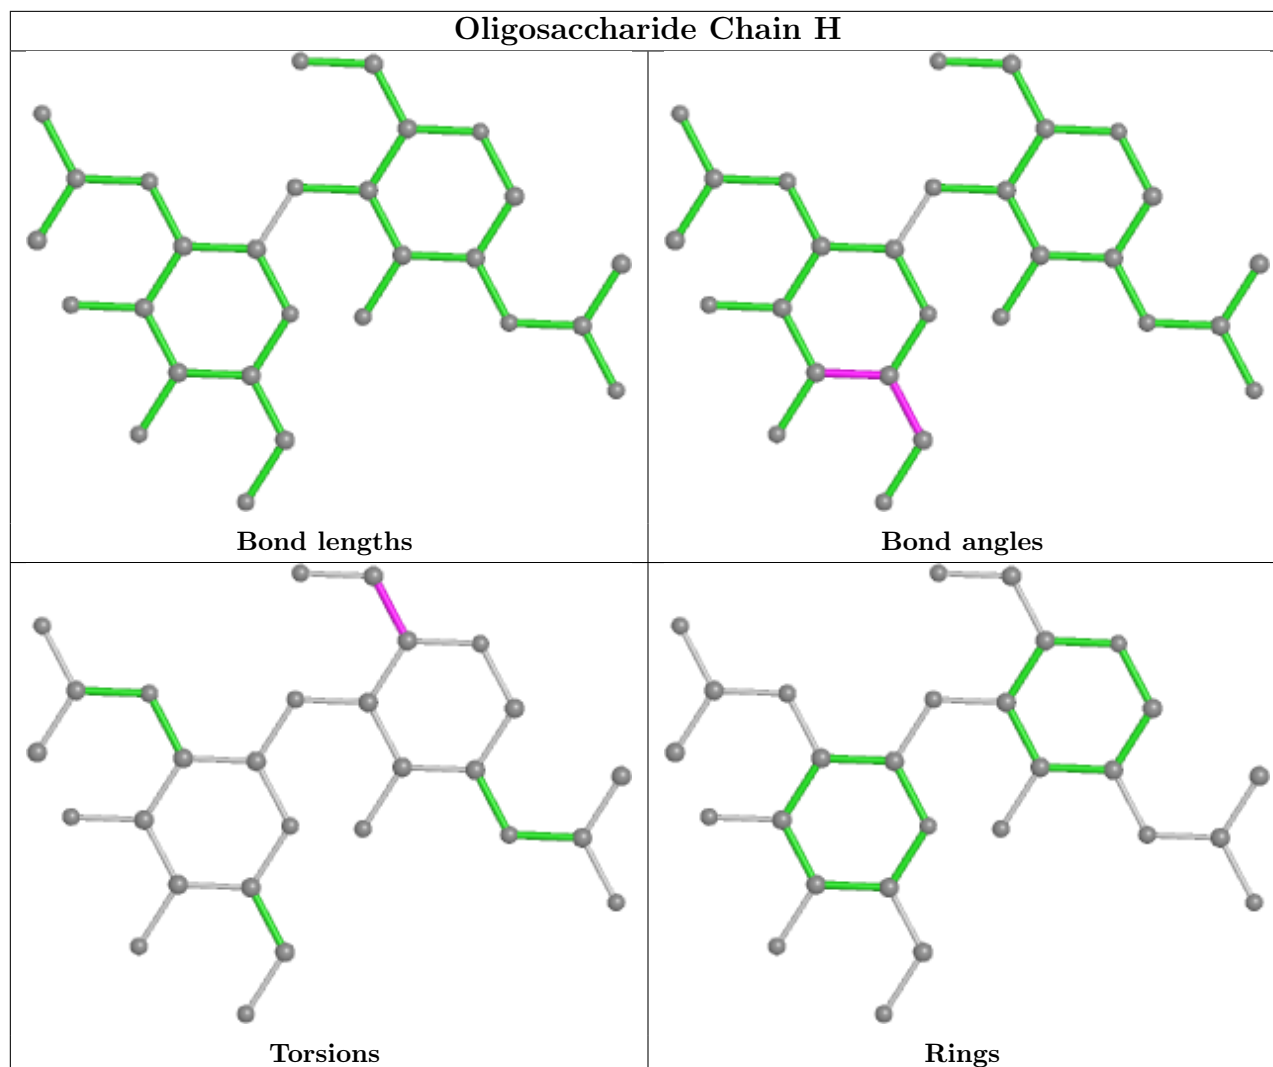 Oligosaccharide Chain H
Bond lengths
Bond angles
Torsions
Rings